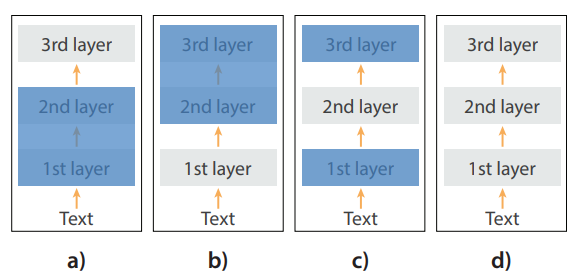 3rd layer 3rd layer 3rd layer 3rd layer
2nd layer 2nd layer 2nd layer 2nd layer
1st layer 1st layer 1st layer 1st layer
Text Text Text Text
a) b) c) d)